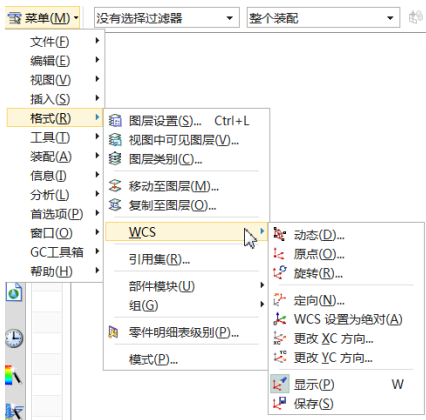 菜单(M) 没有选择过滤器 整个装配
文件(F)
编辑(E)
视图(V)
插入(S)
格式(R)
工具(T)
装配(A)
信息(I)
分析(L)
首选项(P)
窗口(O)
GC工具箱
帮助(H)
图层设置(S)... Ctrl+L
视图中可见图层(V)...
图层类别(C)...
移动至图层(M)...
复制至图层(O)...
WCS
引用集(R)...
部件模块(U)
组(G)
零件明细表级别(P)...
模式(P)...
动态(D)...
原点(O)...
旋转(R)...
定向(N)...
WCS 设置为绝对(A)
更改 XC 方向...
更改 YC 方向...
显示(P) W
保存(S)